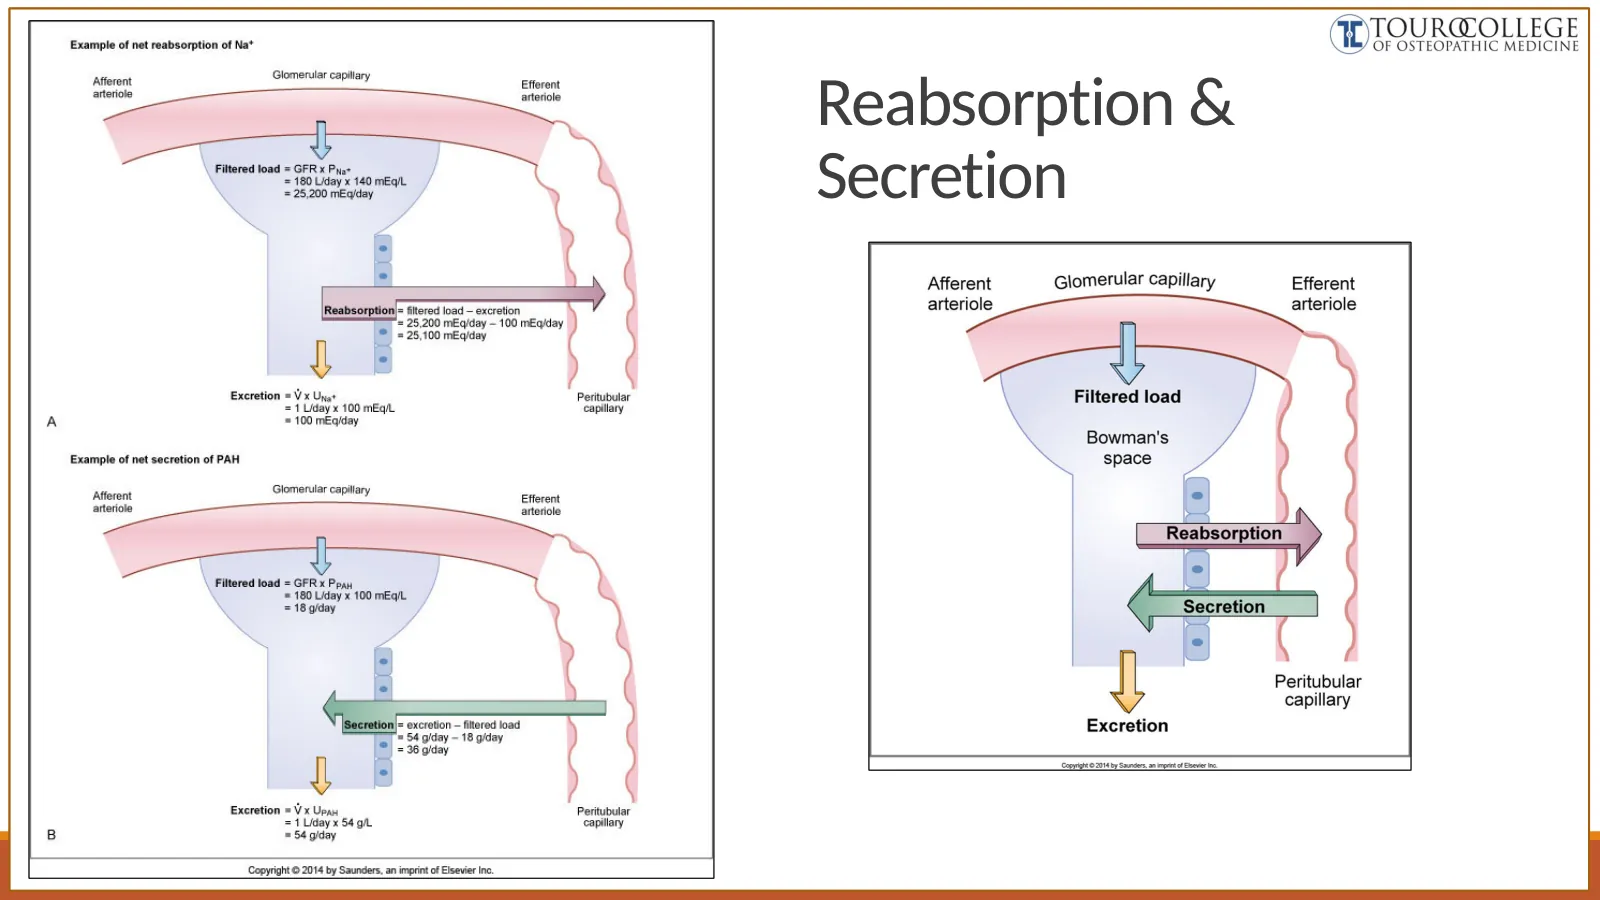 TOUROCOLLEGE
OF OSTEOPATHIC MEDICINE
Reabsorption &
Secretion
Example of net reabsorption of Na⁺
Afferent
arteriole
Glomerular capillary
Efferent
arteriole
Filtered load = GFR x P_Na⁺
= 180 L/day x 140 mEq/L
= 25,200 mEq/day
Reabsorption = filtered load – excretion
= 25,200 mEq/day – 100 mEq/day
= 25,100 mEq/day
Excretion = V̇ x U_Na⁺
= 1 L/day x 100 mEq/L
= 100 mEq/day
Peritubular
capillary
A
Example of net secretion of PAH
Afferent
arteriole
Glomerular capillary
Efferent
arteriole
Filtered load = GFR x P_PAH
= 180 L/day x 100 mEq/L
= 18 g/day
Secretion = excretion – filtered load
= 54 g/day – 18 g/day
= 36 g/day
Excretion = V̇ x U_PAH
= 1 L/day x 54 g/L
= 54 g/day
Peritubular
capillary
B
Copyright © 2014 by Saunders, an imprint of Elsevier Inc.
Afferent
arteriole
Glomerular capillary
Efferent
arteriole
Filtered load
Bowman's
space
Reabsorption
Secretion
Peritubular
capillary
Excretion
Copyright © 2014 by Saunders, an imprint of Elsevier Inc.